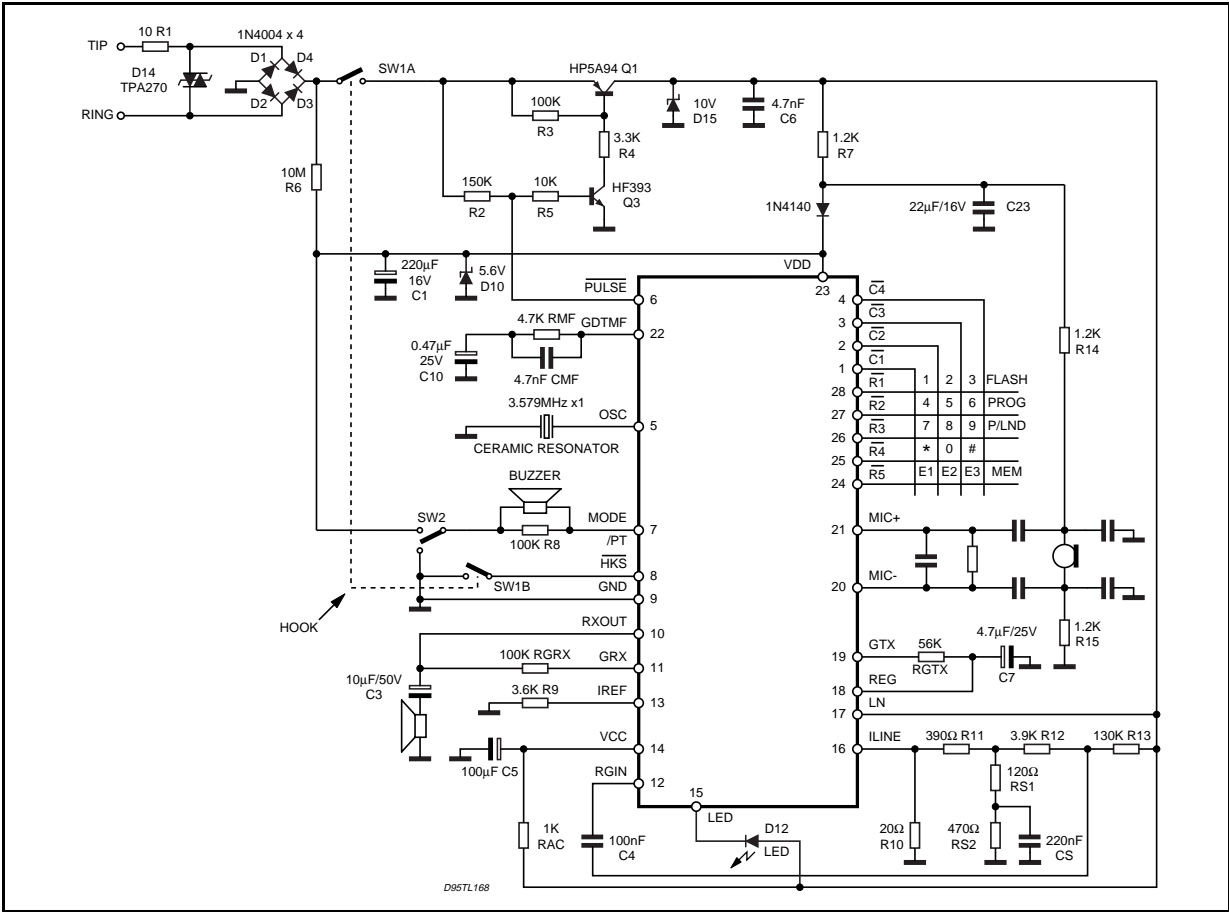 10 R1
1N4004 x 4
TIP
D1
D4
D14
TPA270
D2
D3
RING
SW1A
HP5A94 Q1
100K
R3
3.3K
R4
10V
D15
4.7nF
C6
1.2K
R7
10M
R6
150K
R2
10K
R5
HF393
Q3
1N4140
22µF/16V
C23
220µF
16V
C1
5.6V
D10
VDD
23
PULSE
6
4.7K RMF
GDTMF
22
0.47µF
25V
C10
4.7nF CMF
3.579MHz x1
OSC
5
CERAMIC RESONATOR
BUZZER
SW2
MODE
7
/PT
100K R8
HKS
8
SW1B
GND
9
HOOK
RXOUT
10
100K RGRX
GRX
11
10µF/50V
C3
3.6K R9
IREF
13
VCC
14
100µF C5
RGIN
12
1K
RAC
100nF
C4
15
LED
D12
LED
4
C4
3
C3
2
C2
1
C1
28
R1
1 2 3 FLASH
27
R2
4 5 6 PROG
26
R3
7 8 9 P/LND
25
R4
* 0 #
24
R5
E1 E2 E3 MEM
1.2K
R14
21
MIC+
20
MIC-
1.2K
R15
19
GTX
56K
RGTX
4.7µF/25V
C7
18
REG
17
LN
16
ILINE
390Ω R11
3.9K R12
130K R13
120Ω
RS1
20Ω
R10
470Ω
RS2
220nF
CS
D95TL168